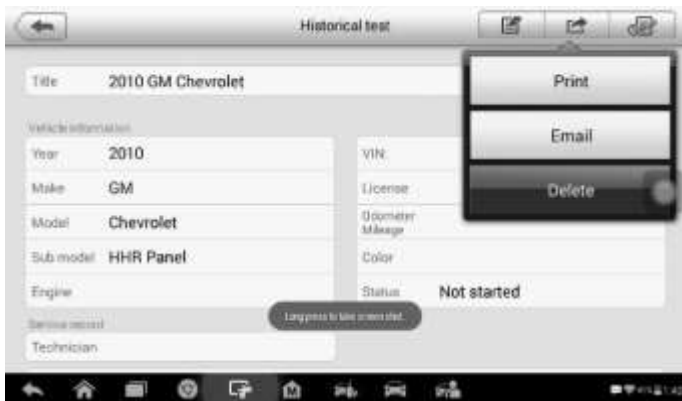 Historical test
Print
Email
Delete
Title 2010 GM Chevrolet
Vehicle information
Year 2010
Make GM
Model Chevrolet
Sub model HHR Panel
Engine
VIN
License
Odometer
Mileage
Color
Status Not started
Long press to take screenshot.
Service record
Technician